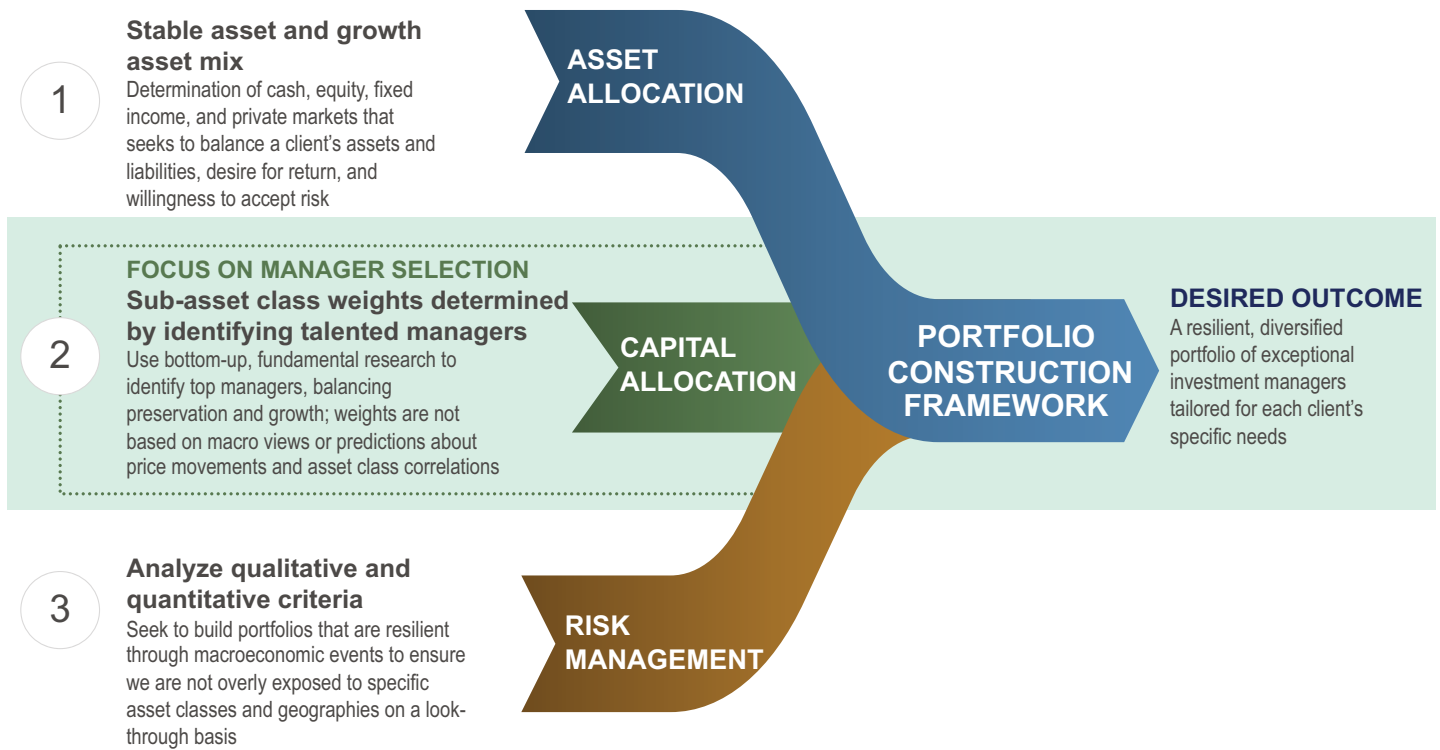 1
Stable asset and growth
asset mix
Determination of cash, equity, fixed
income, and private markets that
seeks to balance a client’s assets and
liabilities, desire for return, and
willingness to accept risk
ASSET
ALLOCATION
2
FOCUS ON MANAGER SELECTION
Sub-asset class weights determined
by identifying talented managers
Use bottom-up, fundamental research to
identify top managers, balancing
preservation and growth; weights are not
based on macro views or predictions about
price movements and asset class correlations
CAPITAL
ALLOCATION
PORTFOLIO
CONSTRUCTION
FRAMEWORK
DESIRED OUTCOME
A resilient, diversified
portfolio of exceptional
investment managers
tailored for each client’s
specific needs
3
Analyze qualitative and
quantitative criteria
Seek to build portfolios that are resilient
through macroeconomic events to ensure
we are not overly exposed to specific
asset classes and geographies on a look-
through basis
RISK
MANAGEMENT